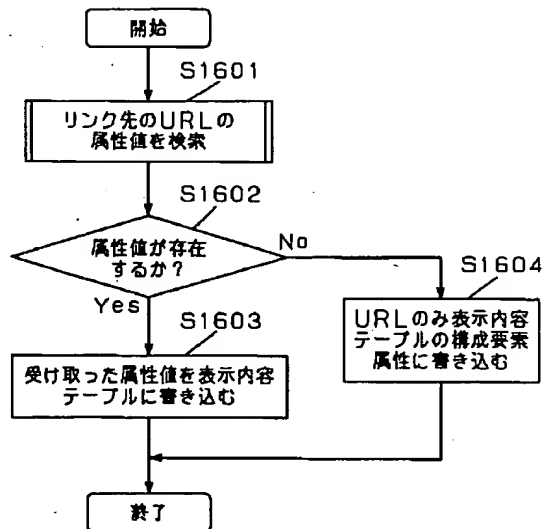 開始
S1601
リンク先のURLの
属性値を検索
S1602
属性値が存在
するか？
No
Yes
S1603
S1604
受け取った属性値を表示内容
テーブルに書き込む
URLのみ表示内容
テーブルの構成要素
属性に書き込む
終了